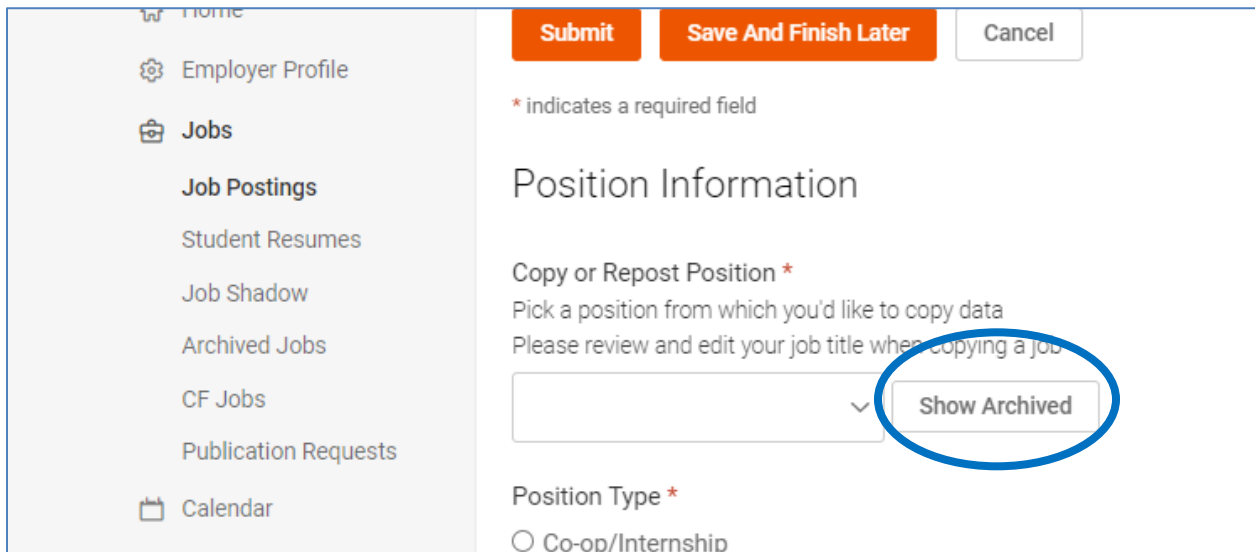 Home
Employer Profile
Jobs
Job Postings
Student Resumes
Job Shadow
Archived Jobs
CF Jobs
Publication Requests
Calendar
Submit
Save And Finish Later
Cancel
* indicates a required field
Position Information
Copy or Repost Position *
Pick a position from which you'd like to copy data
Please review and edit your job title when copying a job
Show Archived
Position Type *
Co-op/Internship